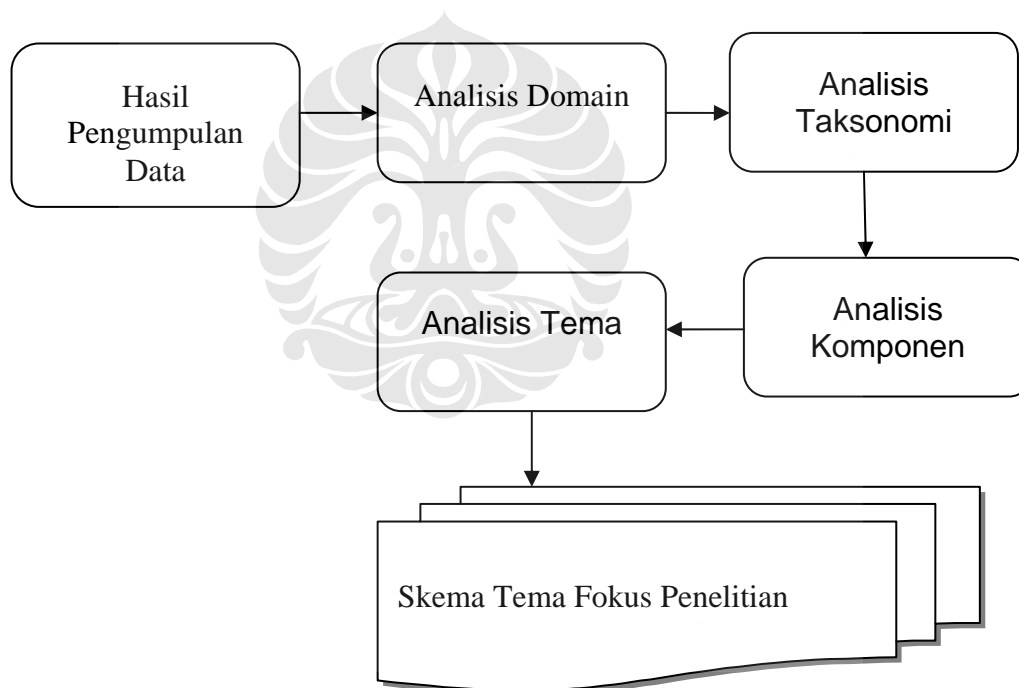 Hasil
Pengumpulan
Data
Analisis Domain
Analisis
Taksonomi
Analisis
Komponen
Analisis Tema
Skema Tema Fokus Penelitian